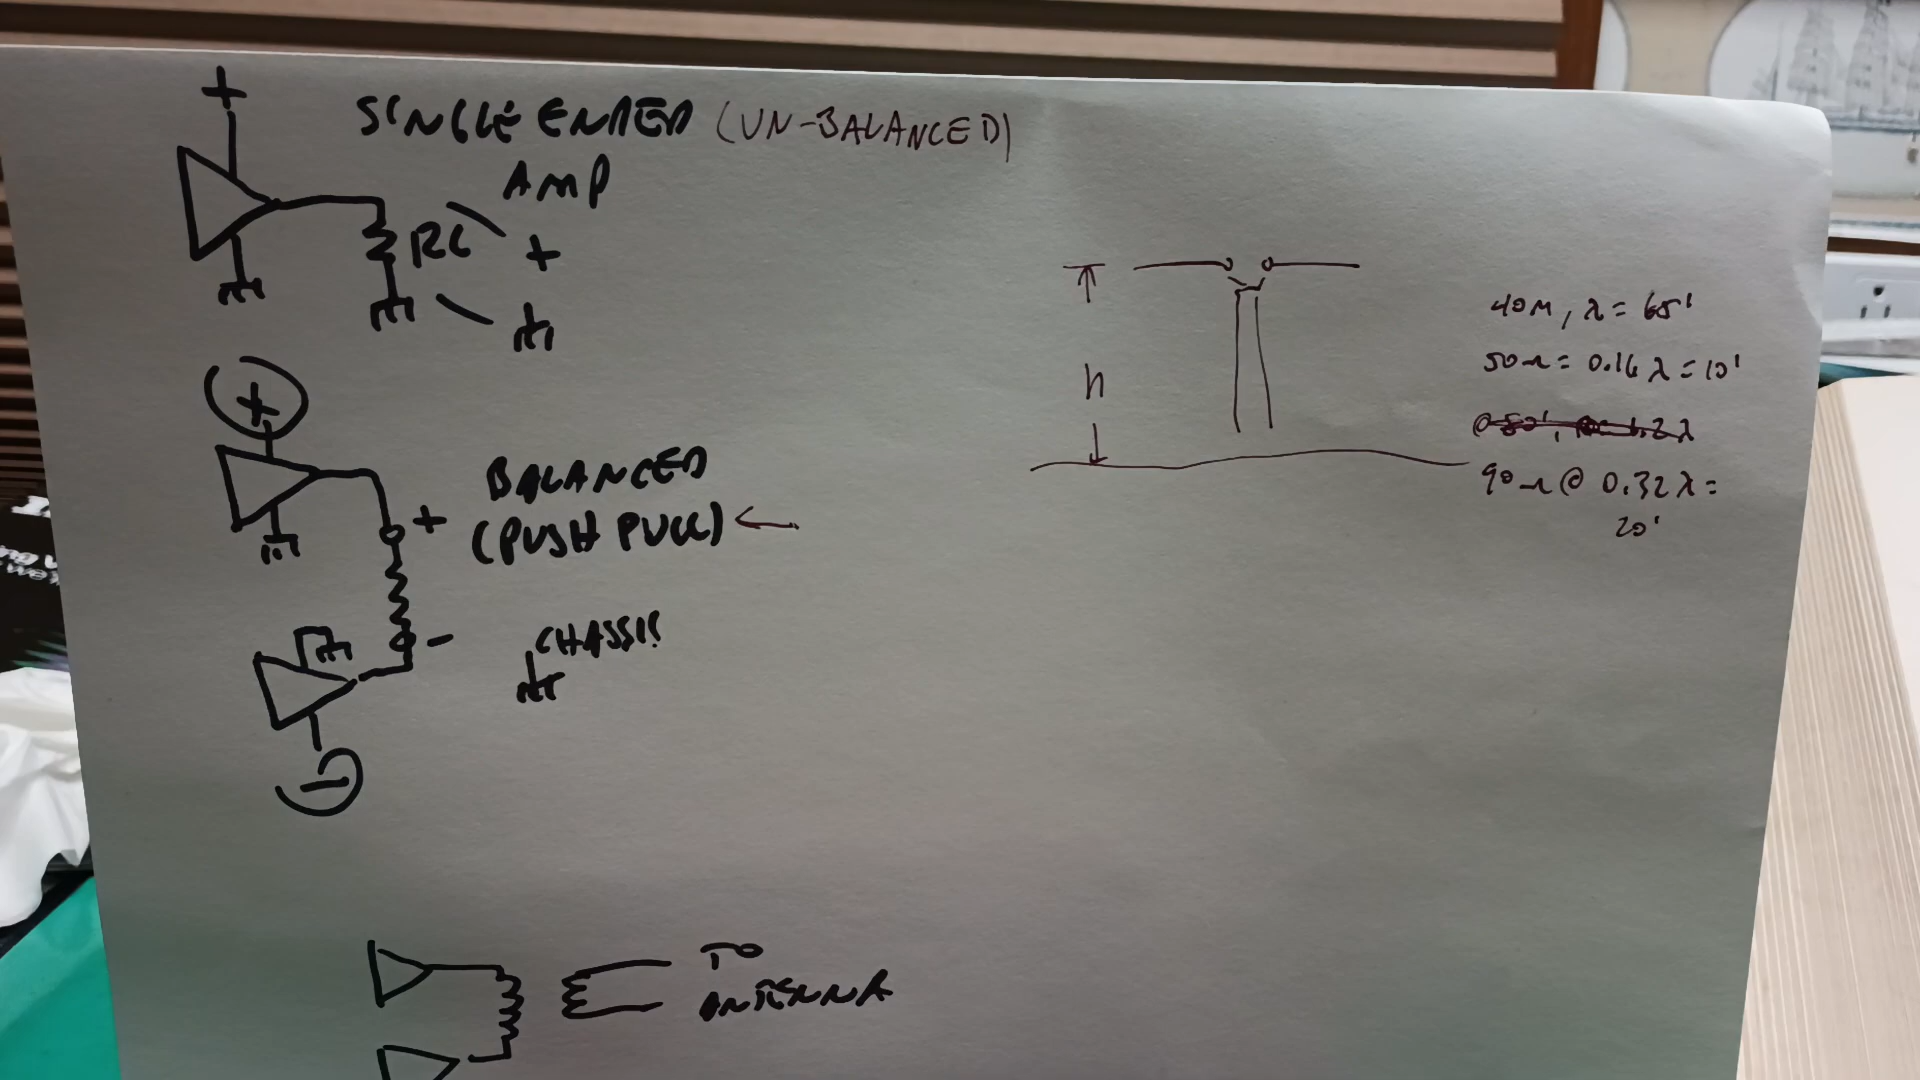 +
SINGLE ENDED (UN-BALANCED)
AMP
RL
+
+
+
BALANCED
(PUSH PULL)
-
CHASSIS
-
h
40M, λ = 65'
50Ω = 0.16 λ = 10'
90Ω @ 0.32 λ =
20'
TO
ANTENNA